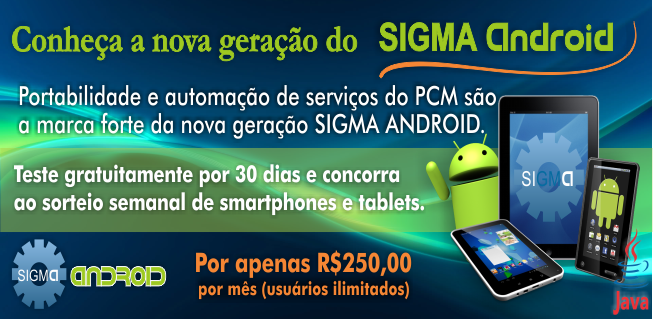 Conheça a nova geração do SIGMA android
Portabilidade e automação de serviços do PCM são
a marca forte da nova geração SIGMA ANDROID.
Teste gratuitamente por 30 dias e concorra
ao sorteio semanal de smartphones e tablets.
SIGMA
SIGMA ANDROID
Por apenas R$250,00
por mês (usuários ilimitados)
Java